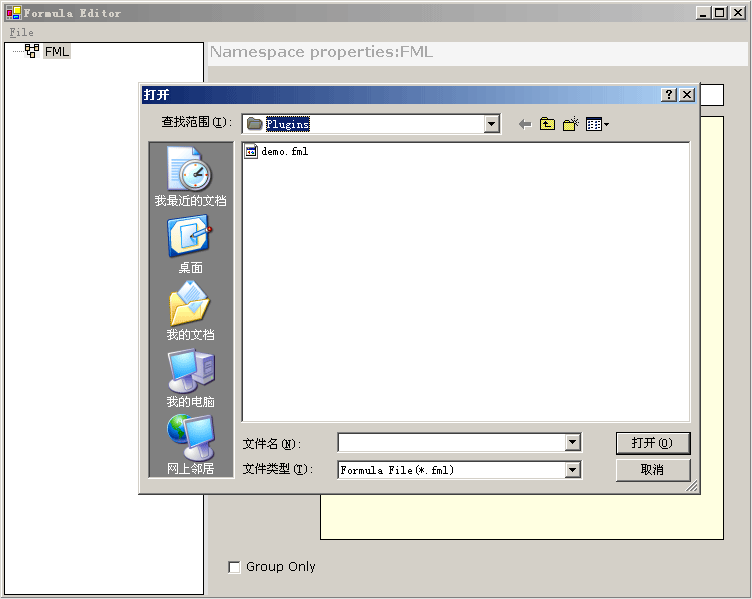 Formula Editor
File
FML
Namespace properties:FML
打开
查找范围(I):
Plugins
demo.fml
我最近的文档
桌面
我的文档
我的电脑
网上邻居
文件名(N):
打开(O)
文件类型(T):
Formula File(*.fml)
取消
Group Only